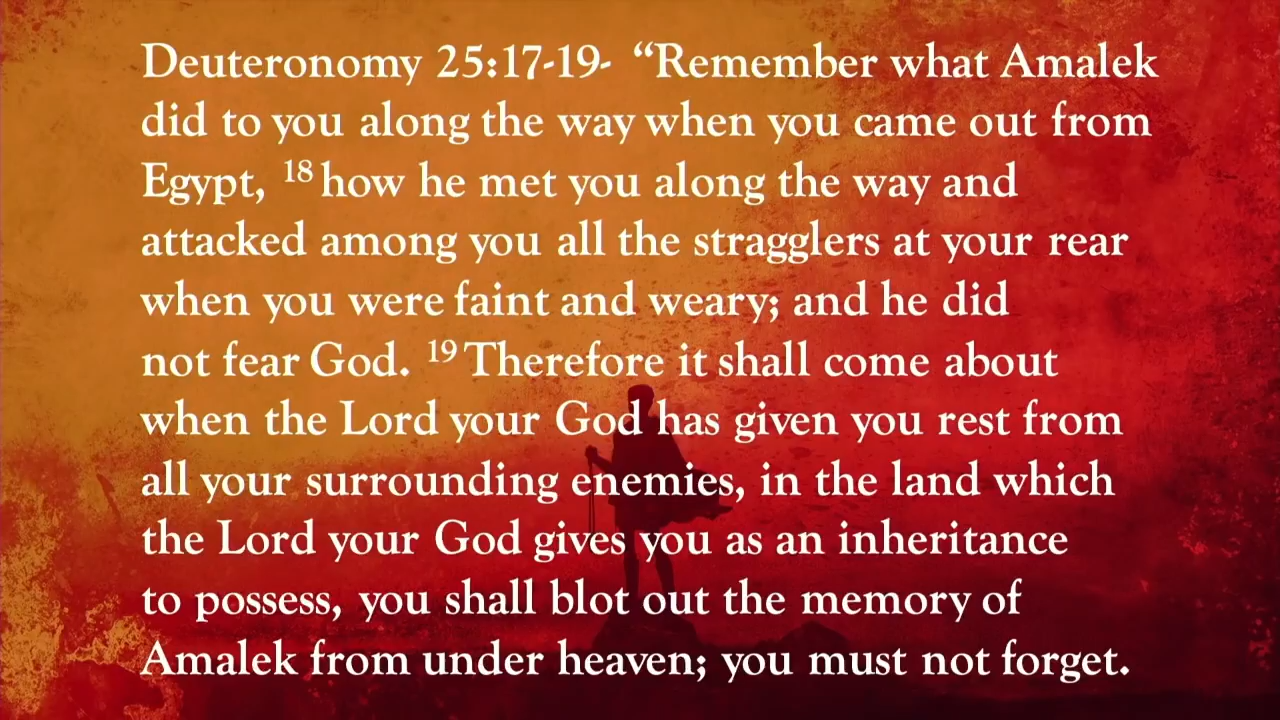 Deuteronomy 25:17-19- “Remember what Amalek
did to you along the way when you came out from
Egypt, 18 how he met you along the way and
attacked among you all the stragglers at your rear
when you were faint and weary; and he did
not fear God. 19 Therefore it shall come about
when the Lord your God has given you rest from
all your surrounding enemies, in the land which
the Lord your God gives you as an inheritance
to possess, you shall blot out the memory of
Amalek from under heaven; you must not forget.